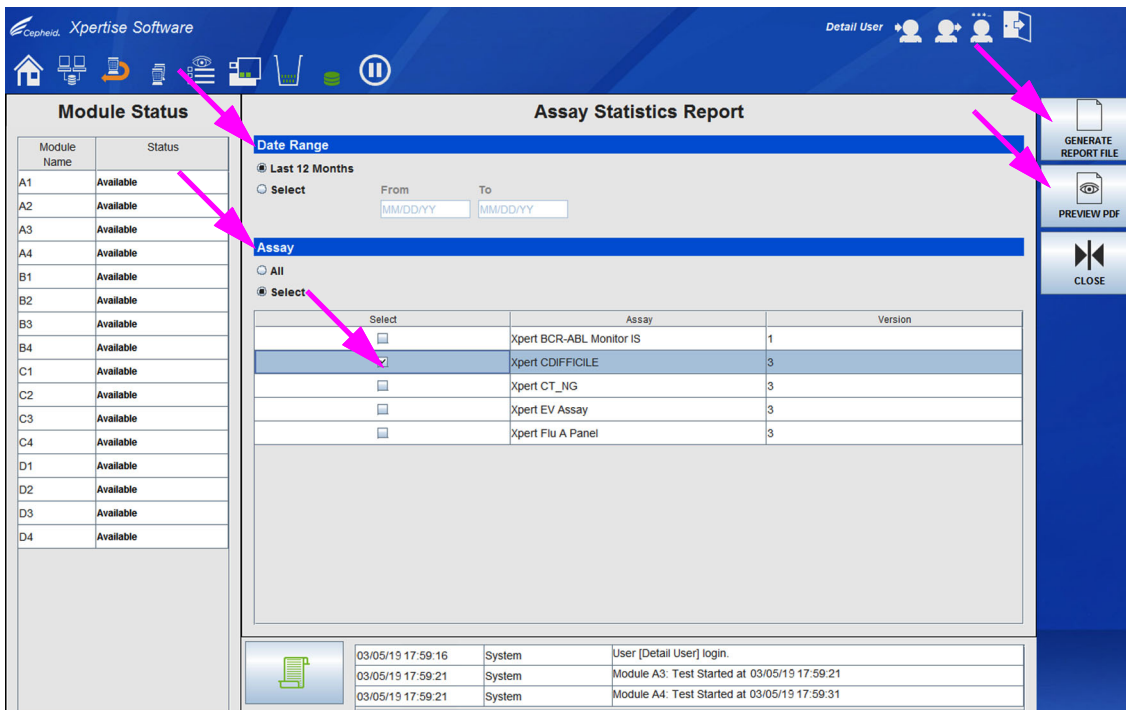 Cepheid. Xpertise Software
Detail User
Module Status
Module Name Status
A1 Available
A2 Available
A3 Available
A4 Available
B1 Available
B2 Available
B3 Available
B4 Available
C1 Available
C2 Available
C3 Available
C4 Available
D1 Available
D2 Available
D3 Available
D4 Available
Assay Statistics Report
Date Range
Last 12 Months
Select From To
MM/DD/YY MM/DD/YY
Assay
All
Select
Select Assay Version
Xpert BCR-ABL Monitor IS 1
Xpert CDIFFICILE 3
Xpert CT_NG 3
Xpert EV Assay 3
Xpert Flu A Panel 3
03/05/19 17:59:16 System User [Detail User] login.
03/05/19 17:59:21 System Module A3: Test Started at 03/05/19 17:59:21
03/05/19 17:59:21 System Module A4: Test Started at 03/05/19 17:59:31
GENERATE
REPORT FILE
PREVIEW PDF
CLOSE